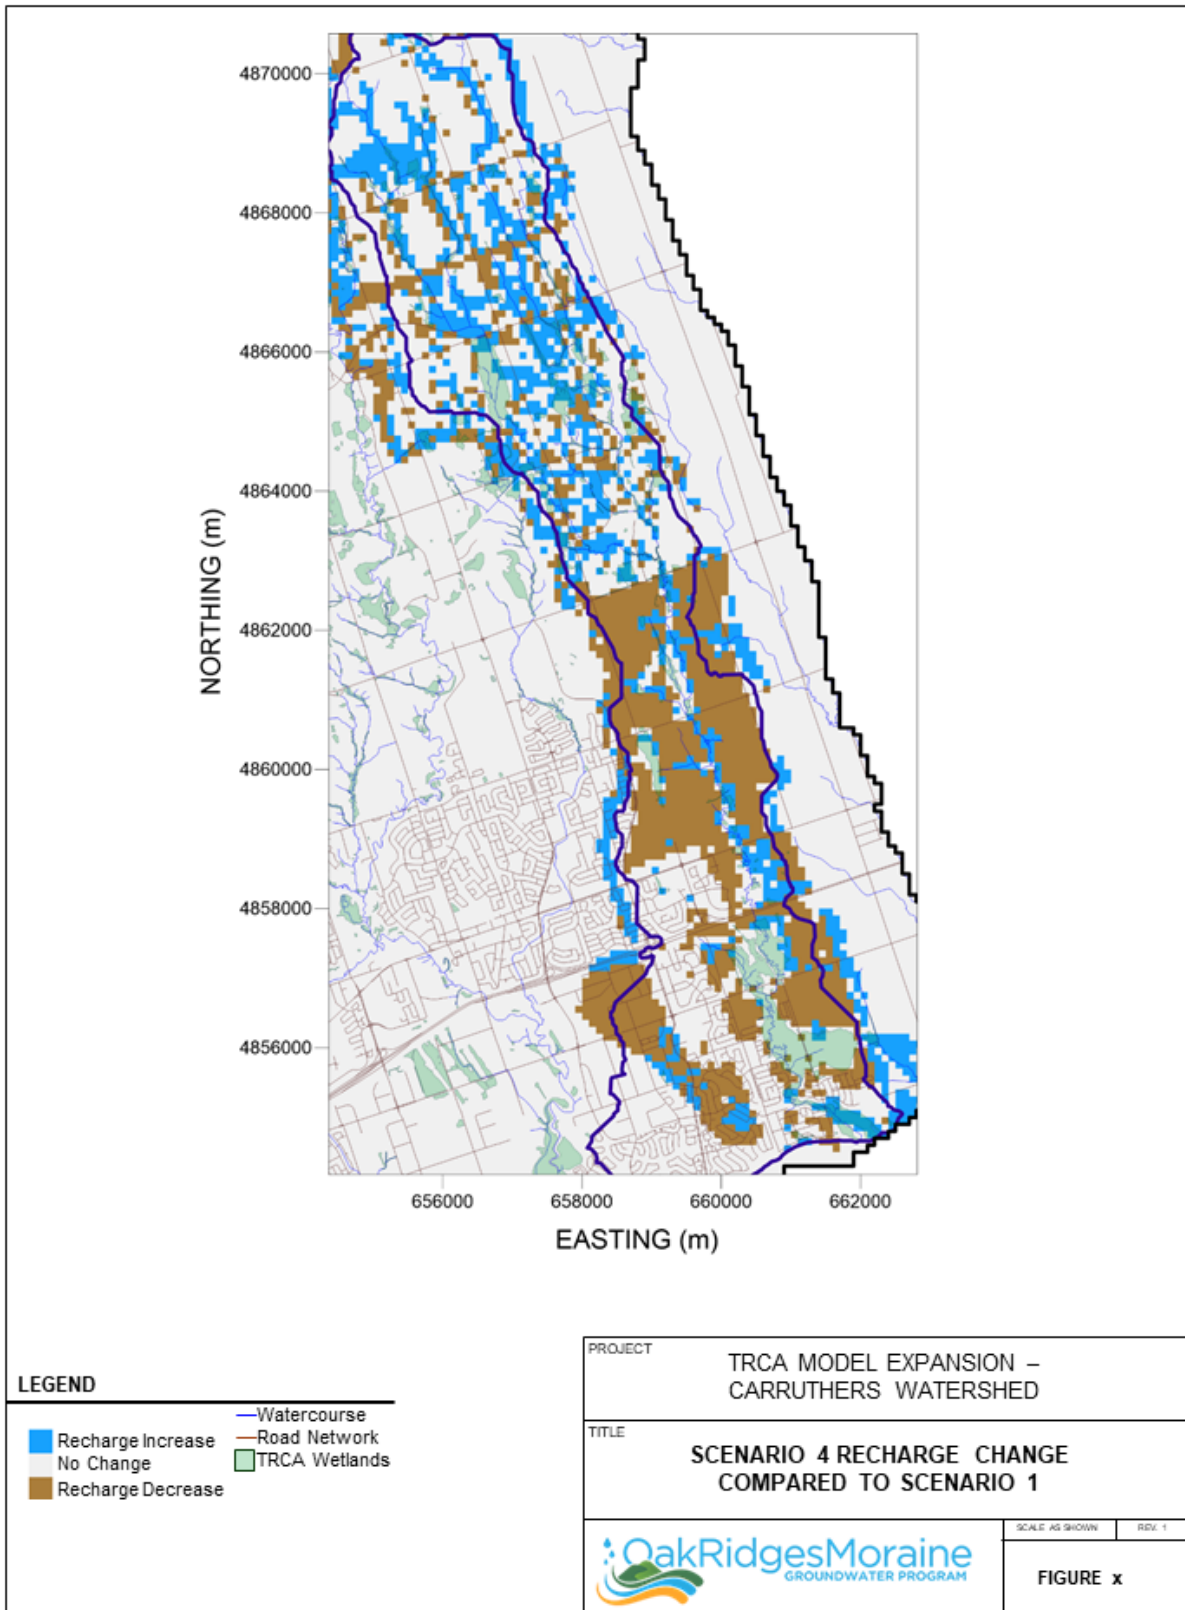 4870000
4868000
4866000
4864000
4862000
4860000
4858000
4856000
NORTHING (m)
656000
658000
660000
662000
EASTING (m)
LEGEND
Recharge Increase
No Change
Recharge Decrease
Watercourse
Road Network
TRCA Wetlands
PROJECT
TRCA MODEL EXPANSION –
CARRUTHERS WATERSHED
TITLE
SCENARIO 4 RECHARGE CHANGE
COMPARED TO SCENARIO 1
OakRidgesMoraine
GROUNDWATER PROGRAM
SCALE AS SHOWN
REV. 1
FIGURE x